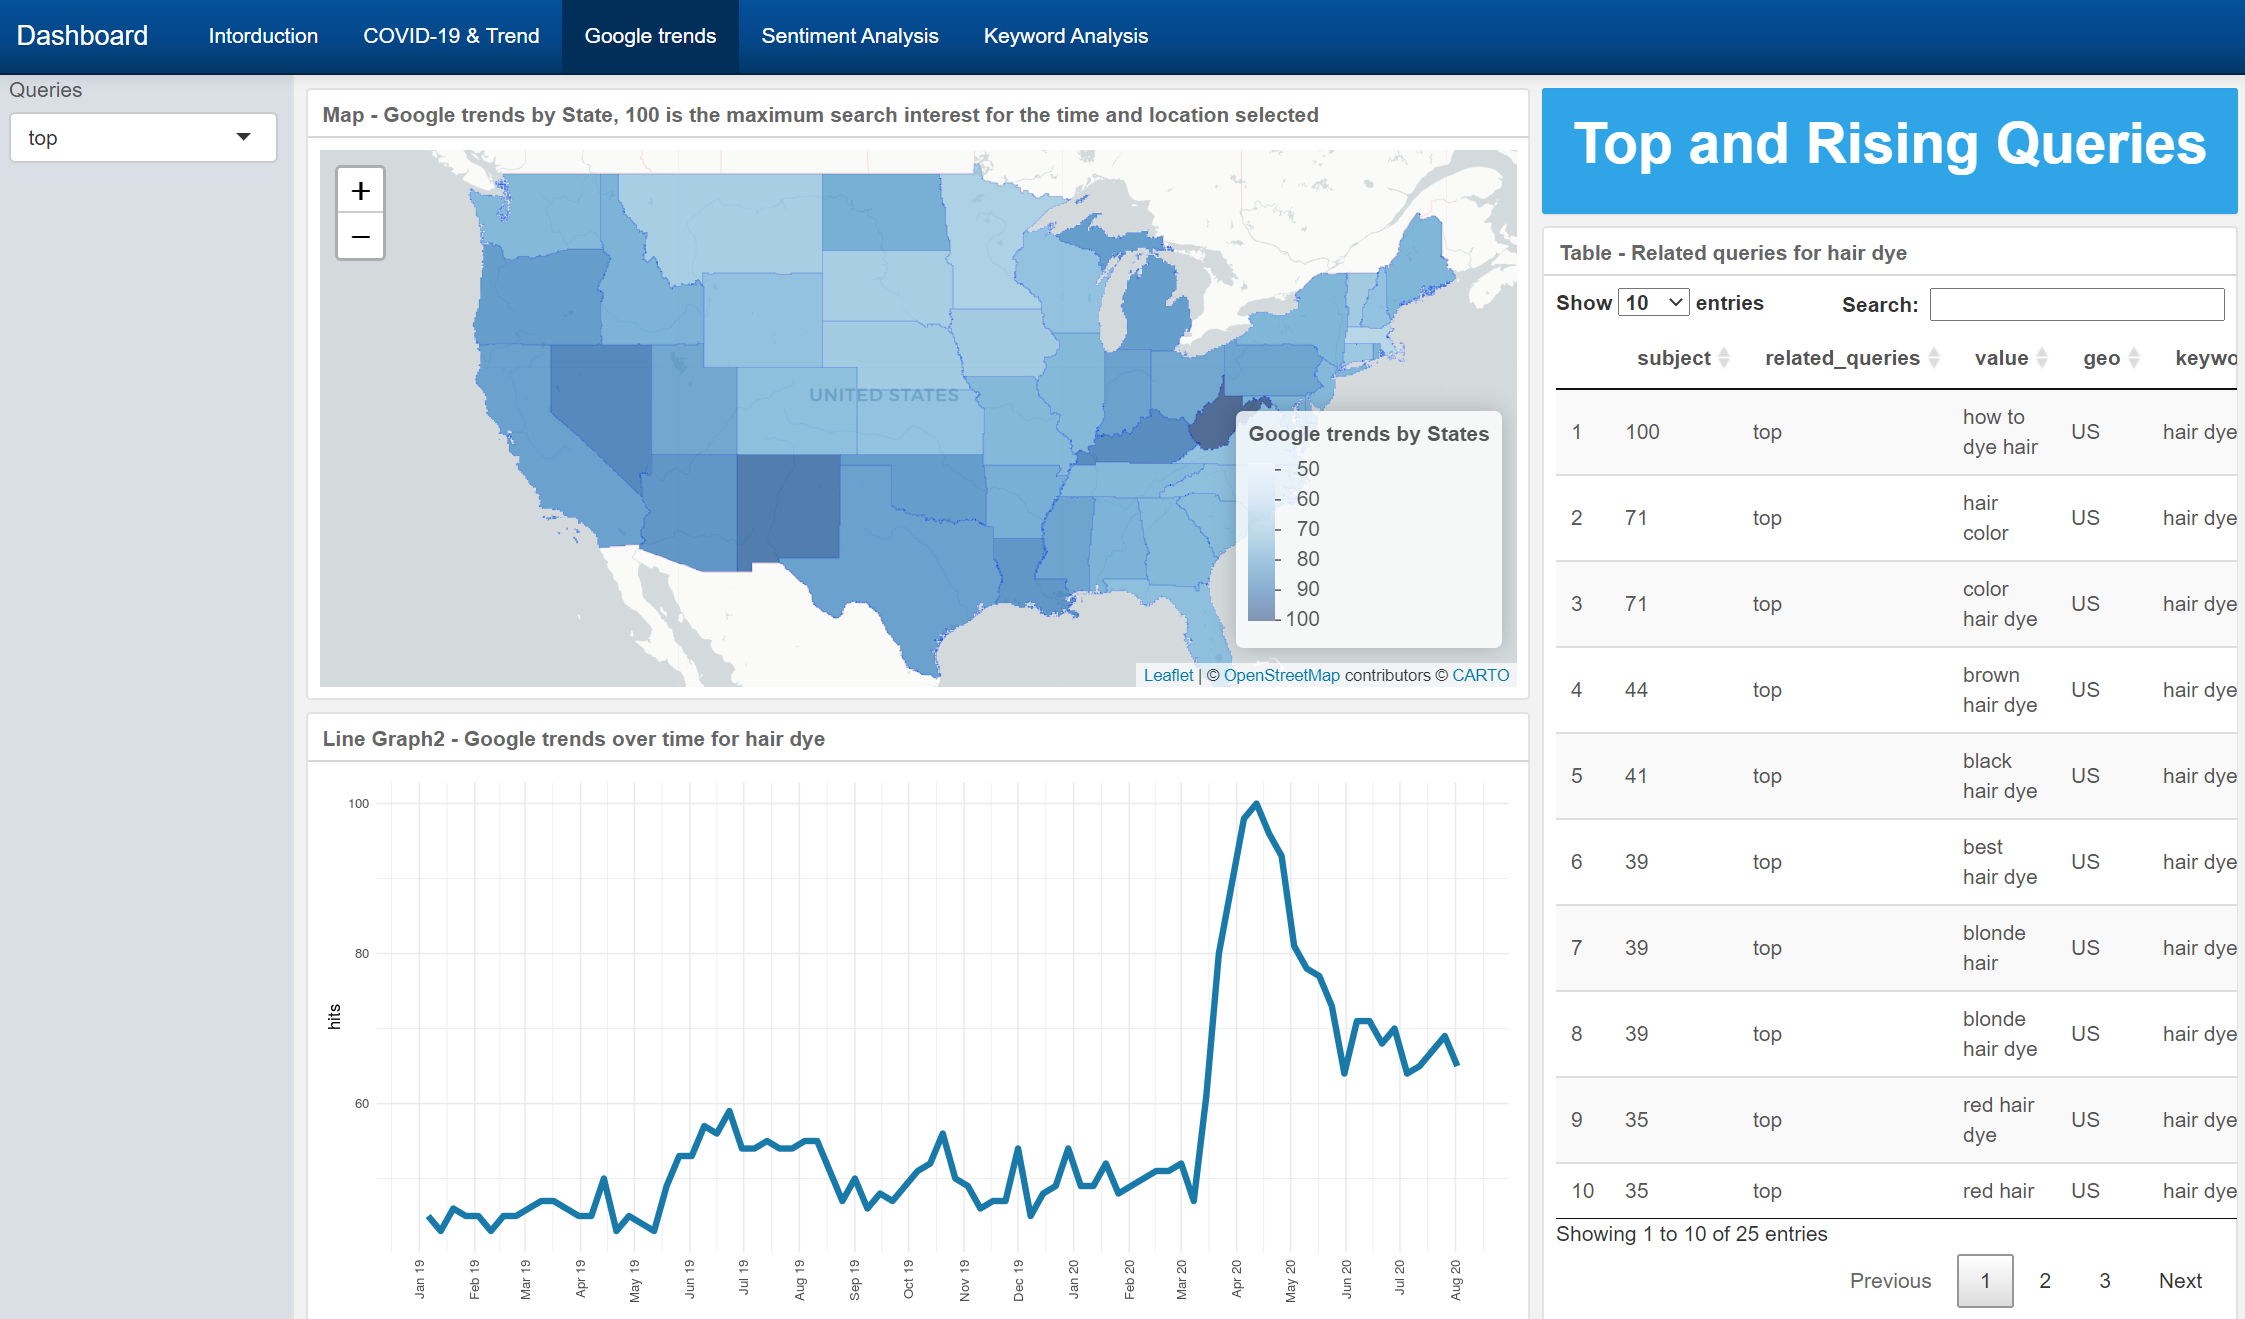 Dashboard Intorduction COVID-19 & Trend Google trends Sentiment Analysis Keyword Analysis
Queries
top
Map - Google trends by State, 100 is the maximum search interest for the time and location selected
+
−
UNITED STATES
Google trends by States
50
60
70
80
90
100
Leaflet | © OpenStreetMap contributors © CARTO
Line Graph2 - Google trends over time for hair dye
100
80
60
hits
Jan 19 Feb 19 Mar 19 Apr 19 May 19 Jun 19 Jul 19 Aug 19 Sep 19 Oct 19 Nov 19 Dec 19 Jan 20 Feb 20 Mar 20 Apr 20 May 20 Jun 20 Jul 20 Aug 20
Top and Rising Queries
Table - Related queries for hair dye
Show 10 entries Search:
subject related_queries value geo keywo
1 100 top how to dye hair US hair dye
2 71 top hair color US hair dye
3 71 top color hair dye US hair dye
4 44 top brown hair dye US hair dye
5 41 top black hair dye US hair dye
6 39 top best hair dye US hair dye
7 39 top blonde hair US hair dye
8 39 top blonde hair dye US hair dye
9 35 top red hair dye US hair dye
10 35 top red hair US hair dye
Showing 1 to 10 of 25 entries
Previous 1 2 3 Next